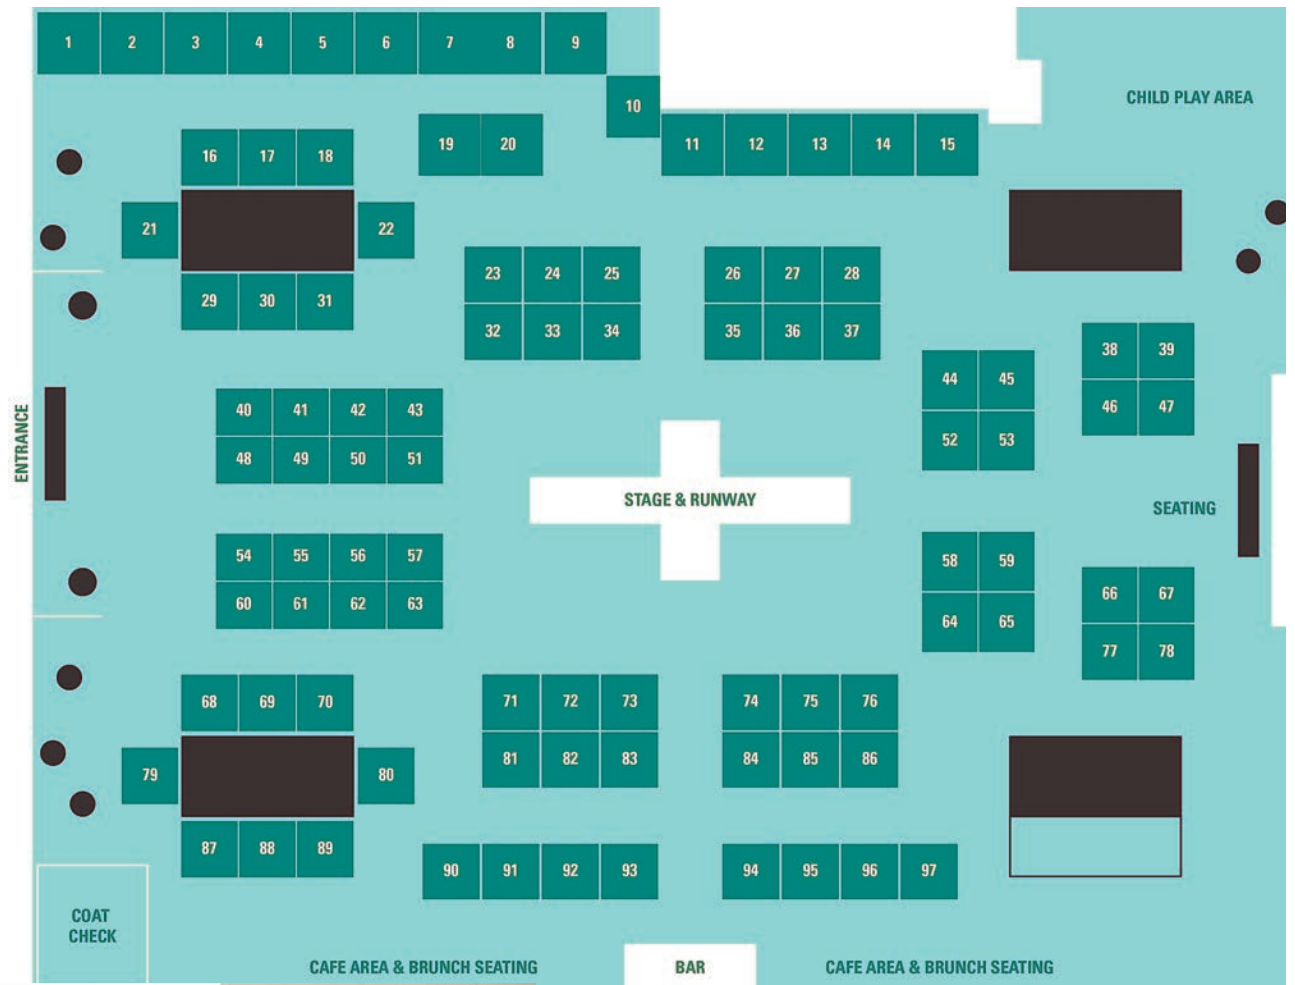 1 2 3 4 5 6 7 8 9
10
CHILD PLAY AREA
11 12 13 14 15
19 20
16 17 18
21 22
23 24 25 26 27 28
29 30 31
32 33 34 35 36 37
38 39
44 45
46 47
40 41 42 43
52 53
48 49 50 51
ENTRANCE
STAGE & RUNWAY
SEATING
54 55 56 57
58 59
66 67
60 61 62 63
64 65
77 78
68 69 70
71 72 73 74 75 76
81 82 83 84 85 86
79 80
87 88 89
90 91 92 93 94 95 96 97
COAT
CHECK
CAFE AREA & BRUNCH SEATING
BAR
CAFE AREA & BRUNCH SEATING